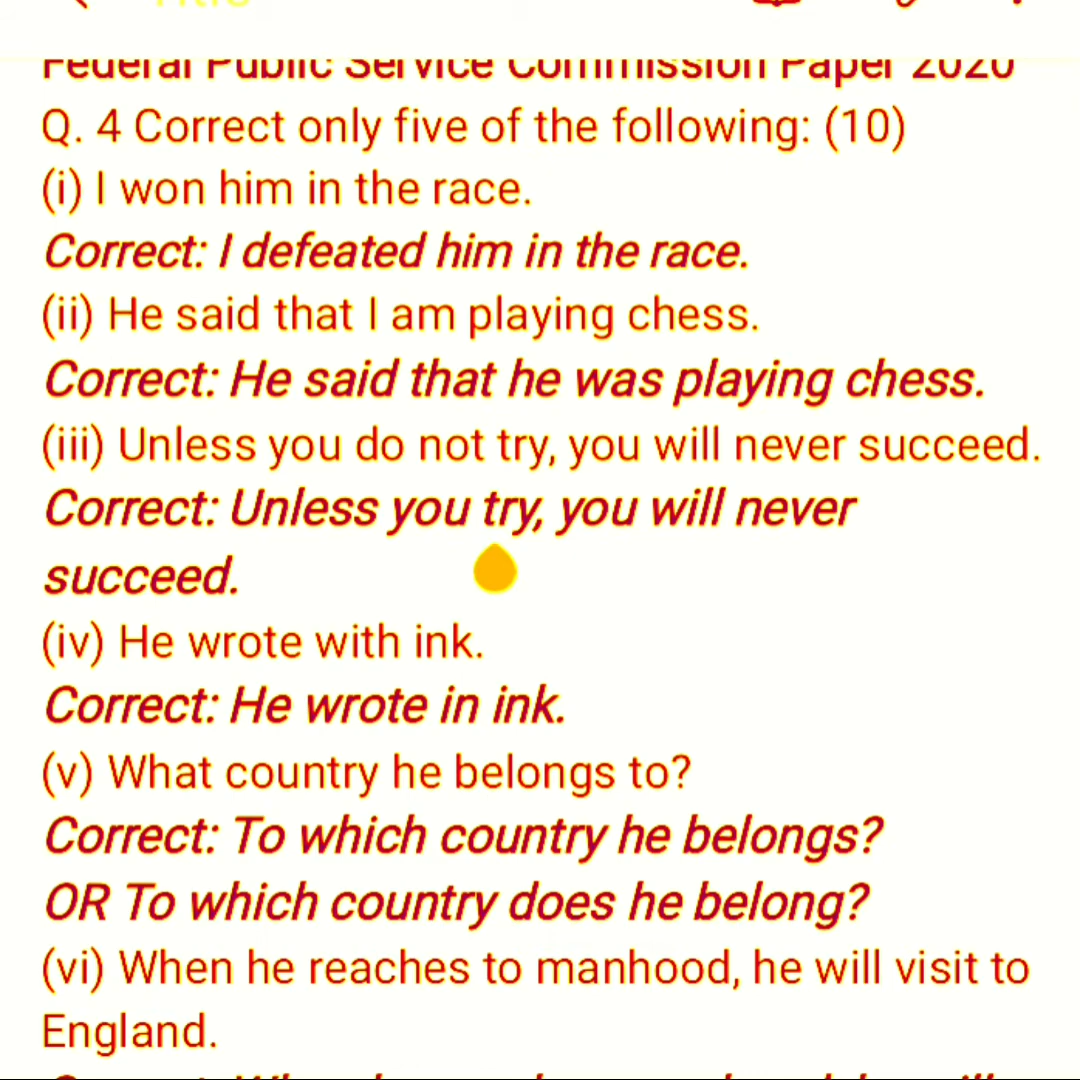 Federal Public Service Commission Paper 2020
Q. 4 Correct only five of the following: (10)
(i) I won him in the race.
Correct: I defeated him in the race.
(ii) He said that I am playing chess.
Correct: He said that he was playing chess.
(iii) Unless you do not try, you will never succeed.
Correct: Unless you try, you will never
succeed.
(iv) He wrote with ink.
Correct: He wrote in ink.
(v) What country he belongs to?
Correct: To which country he belongs?
OR To which country does he belong?
(vi) When he reaches to manhood, he will visit to
England.